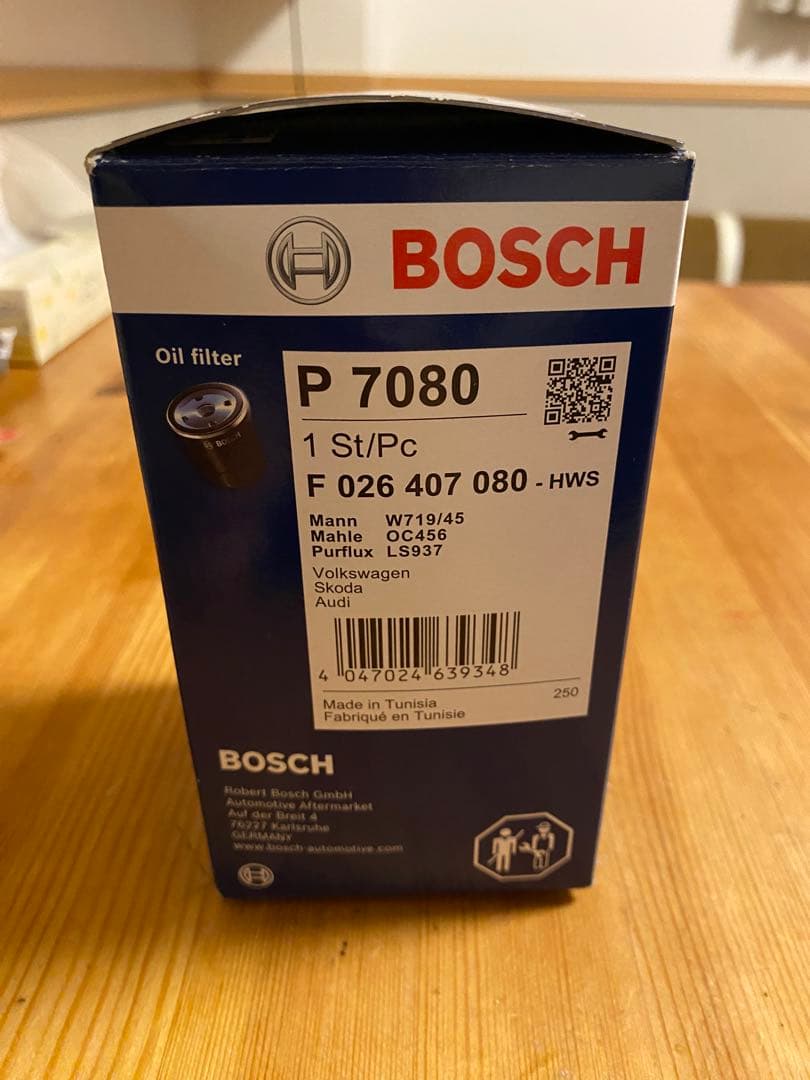 BOSCH
Oil filter
BOSCH
P 7080
1 St/Pc
F 026 407 080 - HWS
Mann W719/45
Mahle OC456
Purflux LS937
Volkswagen
Skoda
Audi
4 047024 639348
Made in Tunisia
Fabriqué en Tunisie
250
BOSCH
Robert Bosch GmbH
Automotive Aftermarket
Auf der Breit 4
76227 Karlsruhe
GERMANY
www.bosch-automotive.com